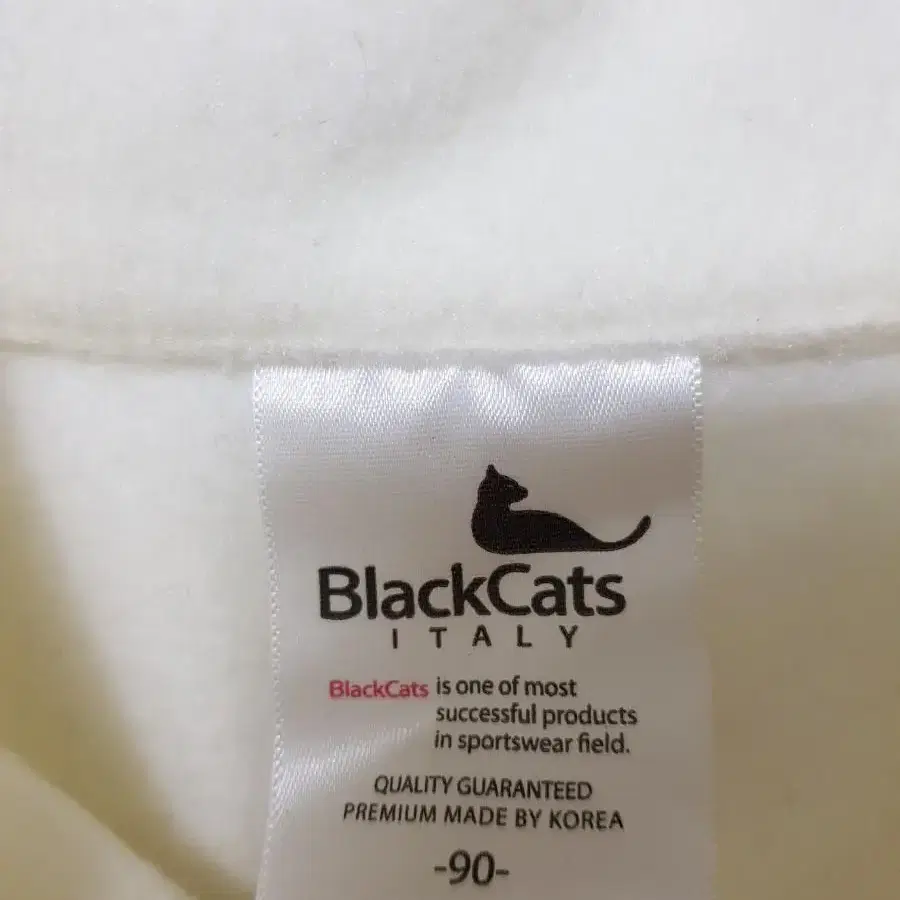 BlackCats
ITALY
BlackCats is one of most
successful products
in sportswear field.
QUALITY GUARANTEED
PREMIUM MADE BY KOREA
-90-